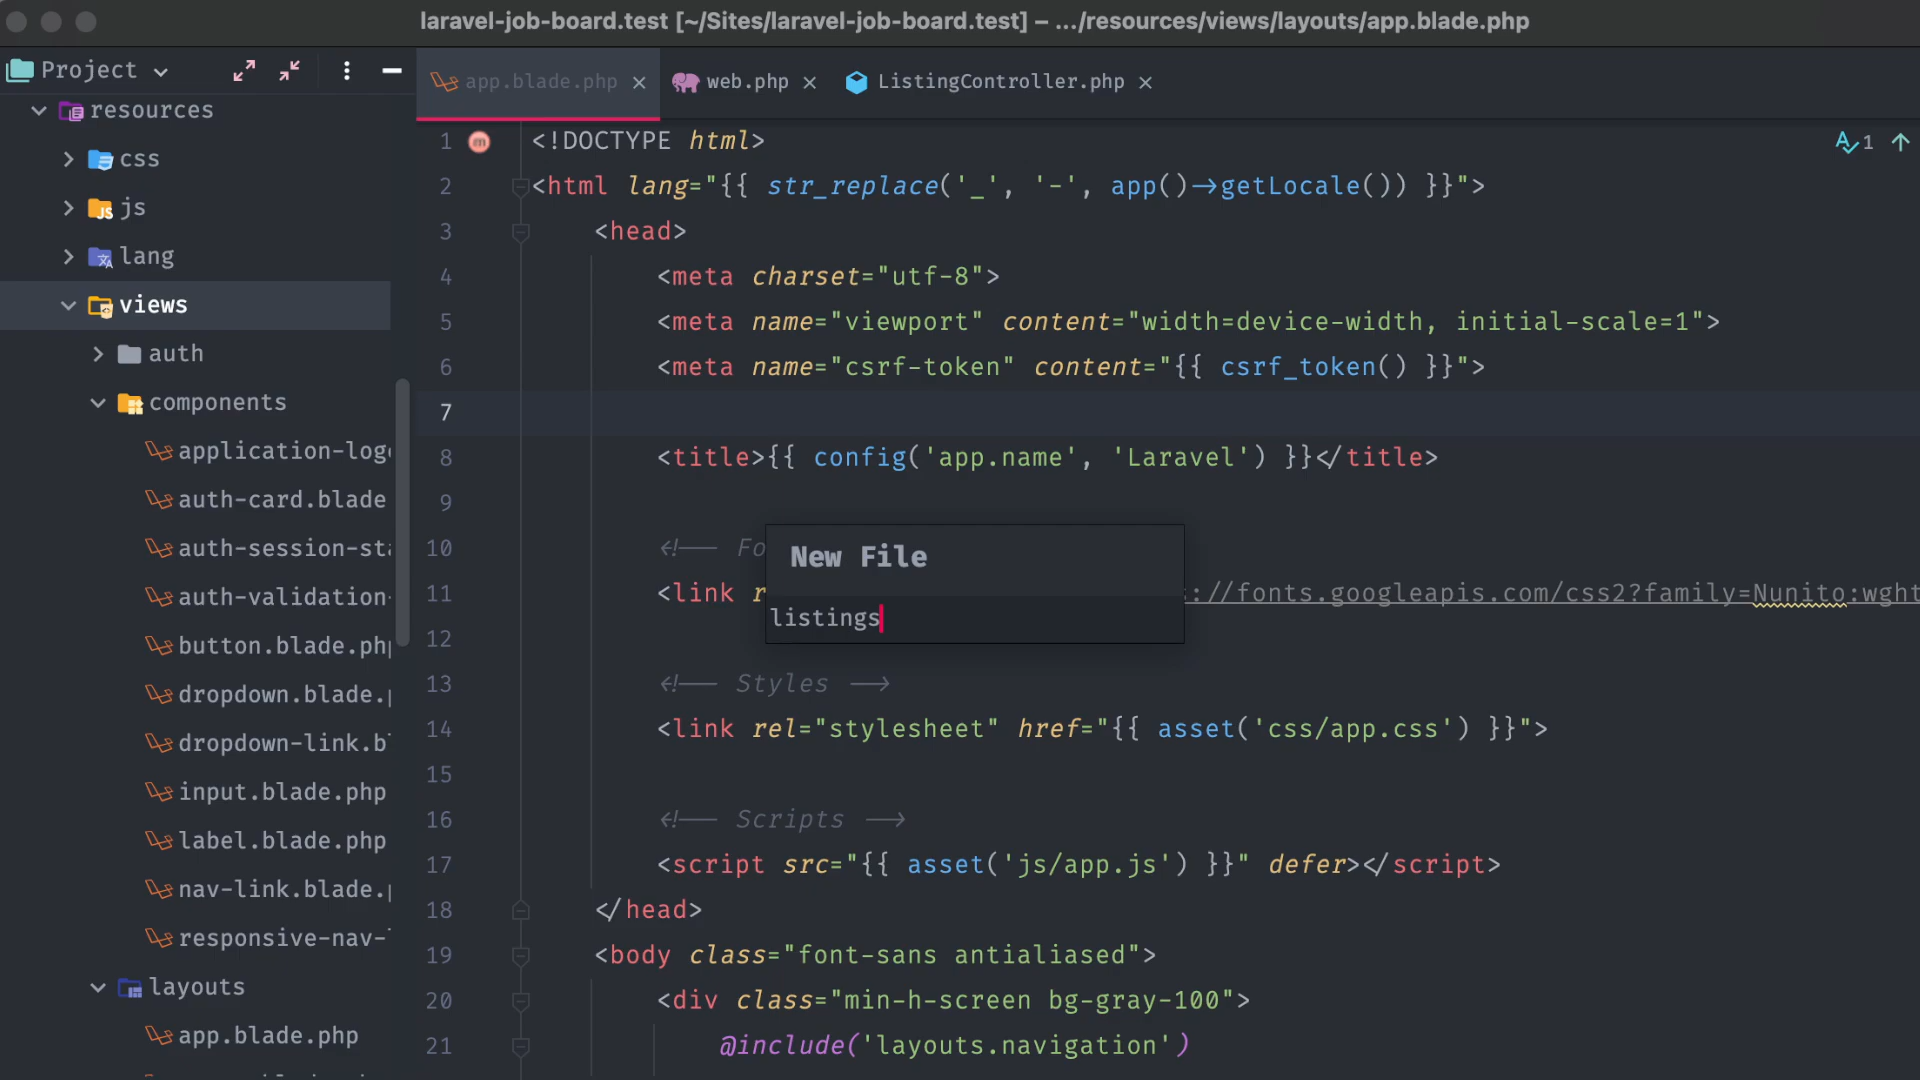 laravel-job-board.test [~/Sites/laravel-job-board.test] – .../resources/views/layouts/app.blade.php
Project
app.blade.php
web.php
ListingController.php
resources
css
js
lang
views
auth
components
application-log
auth-card.blade
auth-session-sta
auth-validation
button.blade.php
dropdown.blade.p
dropdown-link.bl
input.blade.php
label.blade.php
nav-link.blade.p
responsive-nav-
layouts
app.blade.php
1 <!DOCTYPE html>
2 <html lang="{{ str_replace('_', '-', app()->getLocale()) }}">
3 <head>
4 <meta charset="utf-8">
5 <meta name="viewport" content="width=device-width, initial-scale=1">
6 <meta name="csrf-token" content="{{ csrf_token() }}">
7
8 <title>{{ config('app.name', 'Laravel') }}</title>
9
10 <!-- Fo
11 <link r
://fonts.googleapis.com/css2?family=Nunito:wght
12
13 <!-- Styles -->
14 <link rel="stylesheet" href="{{ asset('css/app.css') }}">
15
16 <!-- Scripts -->
17 <script src="{{ asset('js/app.js') }}" defer></script>
18 </head>
19 <body class="font-sans antialiased">
20 <div class="min-h-screen bg-gray-100">
21 @include('layouts.navigation')
1
New File
listings